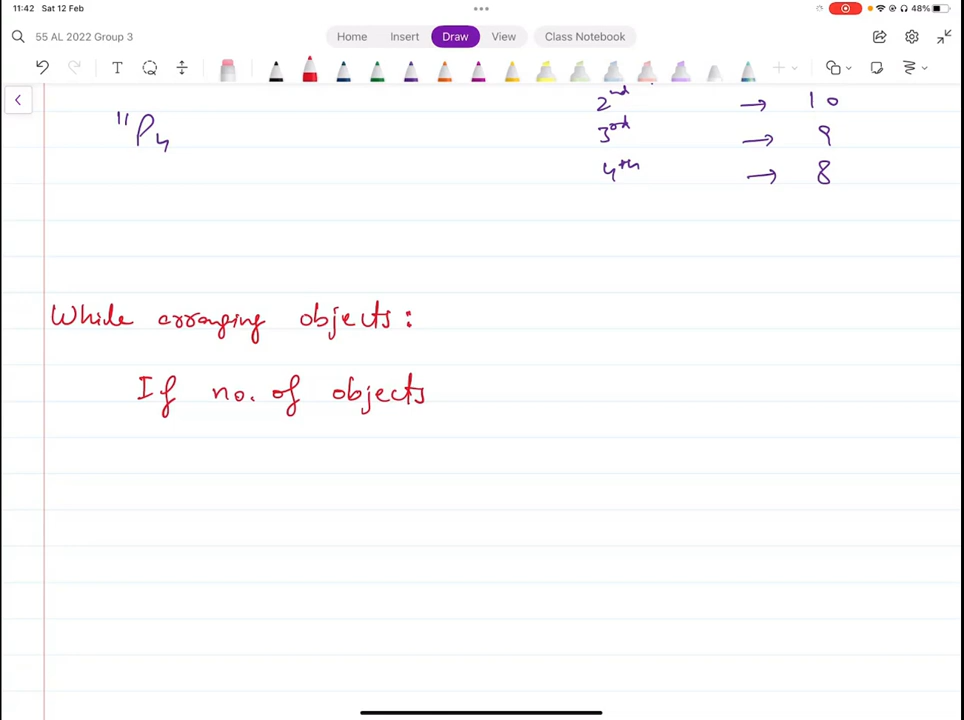 11:42 Sat 12 Feb
48%
55 AL 2022 Group 3
Home Insert Draw View Class Notebook
2nd → 10
¹¹P₄
3rd → 9
4th → 8
While arranging objects:
If no. of objects